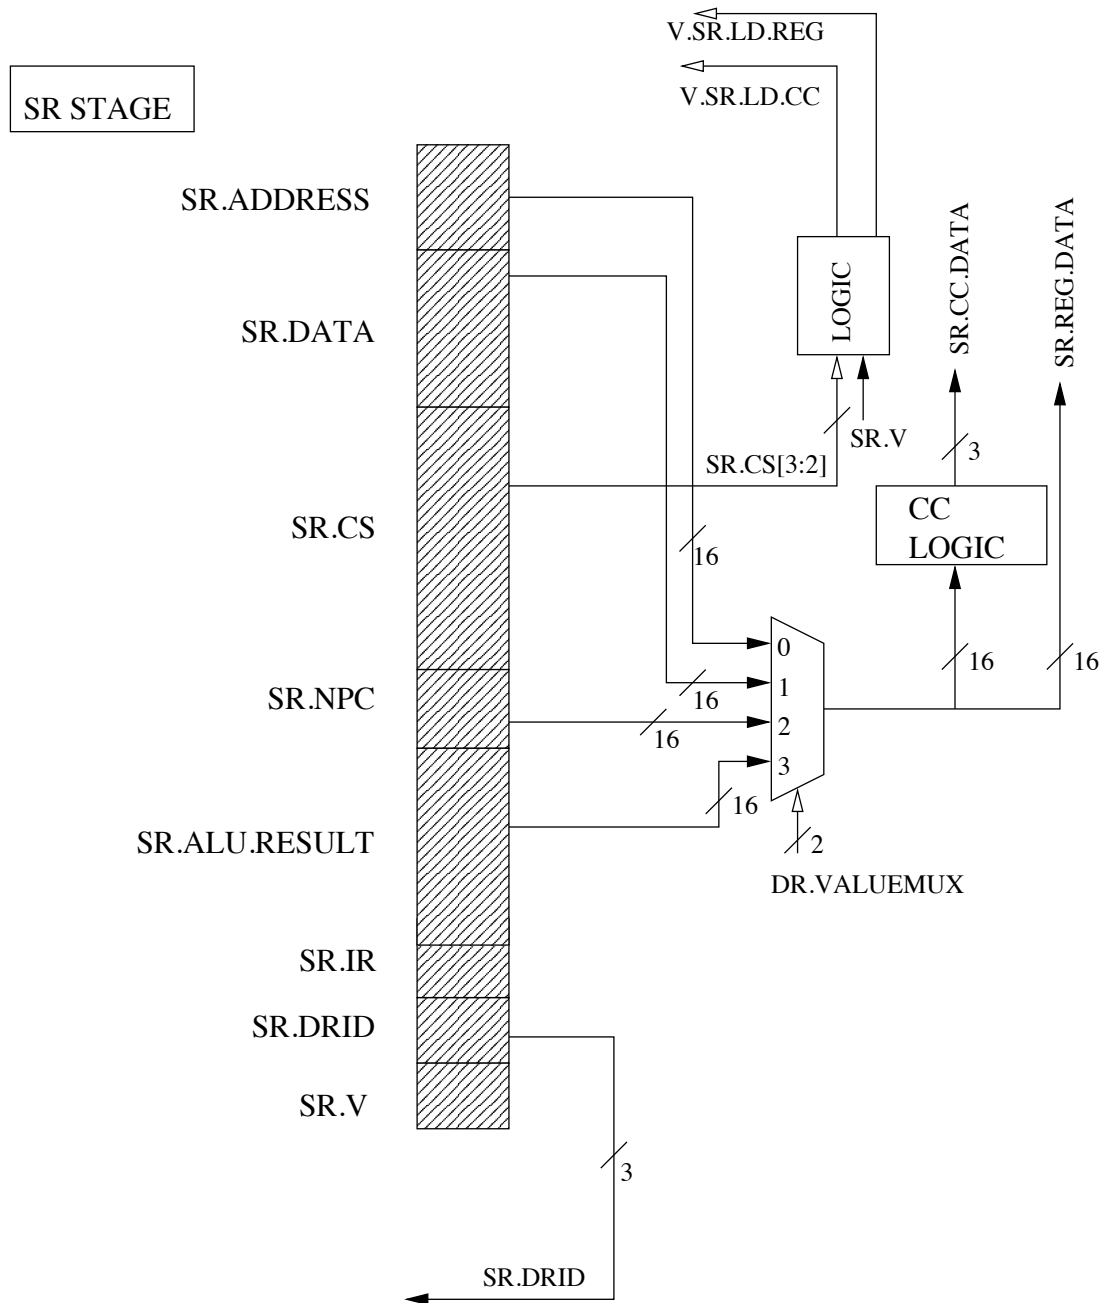 V.SR.LD.REG
V.SR.LD.CC
SR STAGE
SR.ADDRESS
SR.DATA
SR.CS
SR.NPC
SR.ALU.RESULT
SR.IR
SR.DRID
SR.V
LOGIC
SR.V
SR.CS[3:2]
SR.CC.DATA
SR.REG.DATA
3
CC
LOGIC
16
16
16
16
16
16
0
1
2
3
2
DR.VALUEMUX
3
SR.DRID